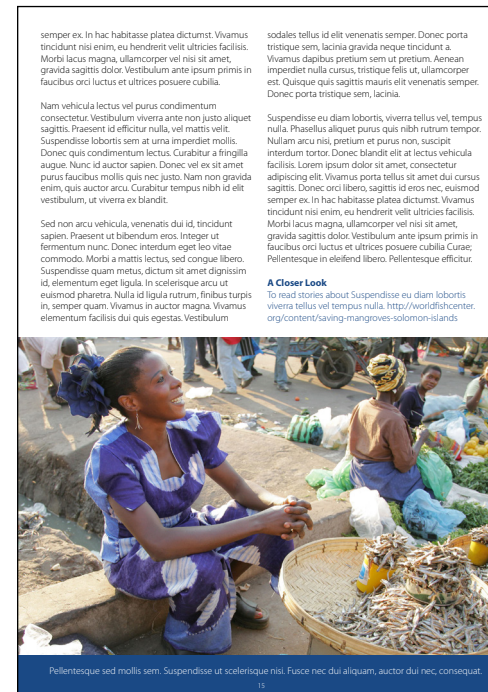 semper ex. In hac habitasse platea dictumst. Vivamus
tincidunt nisi enim, eu hendrerit velit ultricies facilisis.
Morbi lacus magna, ullamcorper vel nisi sit amet,
gravida sagittis dolor. Vestibulum ante ipsum primis in
faucibus orci luctus et ultrices posuere cubilia.
Nam vehicula lectus vel purus condimentum
consectetur. Vestibulum viverra ante non justo aliquet
sagittis. Praesent id efficitur nulla, vel mattis velit.
Suspendisse lobortis sem at urna imperdiet mollis.
Donec quis condimentum lectus. Curabitur a fringilla
augue. Nunc id auctor sapien. Donec vel ex sit amet
purus faucibus mollis quis nec justo. Nam non gravida
enim, quis auctor arcu. Curabitur tempus nibh id elit
vestibulum, ut viverra ex blandit.
Sed non arcu vehicula, venenatis dui id, tincidunt
sapien. Praesent ut bibendum eros. Integer ut
fermentum nunc. Donec interdum eget leo vitae
commodo. Morbi a mattis lectus, sed congue libero.
Suspendisse quam metus, dictum sit amet dignissim
id, elementum eget ligula. In scelerisque arcu ut
euismod pharetra. Nulla id ligula rutrum, finibus turpis
in, semper quam. Vivamus in auctor magna. Vivamus
elementum facilisis dui quis egestas. Vestibulum
sodales tellus id elit venenatis semper. Donec porta
tristique sem, lacinia gravida neque tincidunt a.
Vivamus dapibus pretium sem ut pretium. Aenean
imperdiet nulla cursus, tristique felis ut, ullamcorper
est. Quisque quis sagittis mauris elit venenatis semper.
Donec porta tristique sem, lacinia.
Suspendisse eu diam lobortis, viverra tellus vel, tempus
nulla. Phasellus aliquet purus quis nibh rutrum tempor.
Nullam arcu nisi, pretium et purus non, suscipit
interdum tortor. Donec blandit elit at lectus vehicula
facilisis. Lorem ipsum dolor sit amet, consectetur
adipiscing elit. Vivamus porta tellus sit amet dui cursus
sagittis. Donec orci libero, sagittis id eros nec, euismod
semper ex. In hac habitasse platea dictumst. Vivamus
tincidunt nisi enim, eu hendrerit velit ultricies facilisis.
Morbi lacus magna, ullamcorper vel nisi sit amet,
gravida sagittis dolor. Vestibulum ante ipsum primis in
faucibus orci luctus et ultrices posuere cubilia Curae;
Pellentesque in eleifend libero. Pellentesque efficitur.
A Closer Look
To read stories about Suspendisse eu diam lobortis
viverra tellus vel tempus nulla. http://worldfishcenter.
org/content/saving-mangroves-solomon-islands
Pellentesque sed mollis sem. Suspendisse ut scelerisque nisi. Fusce nec dui aliquam, auctor dui nec, consequat.
15